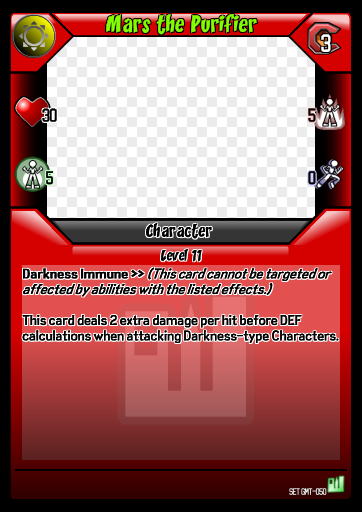 Mars the Purifier
3
30
5
5
0
Character
Level 11
Darkness Immune >> (This card cannot be targeted or
affected by abilities with the listed effects.)
This card deals 2 extra damage per hit before DEF
calculations when attacking Darkness-type Characters.
SET GMT-050